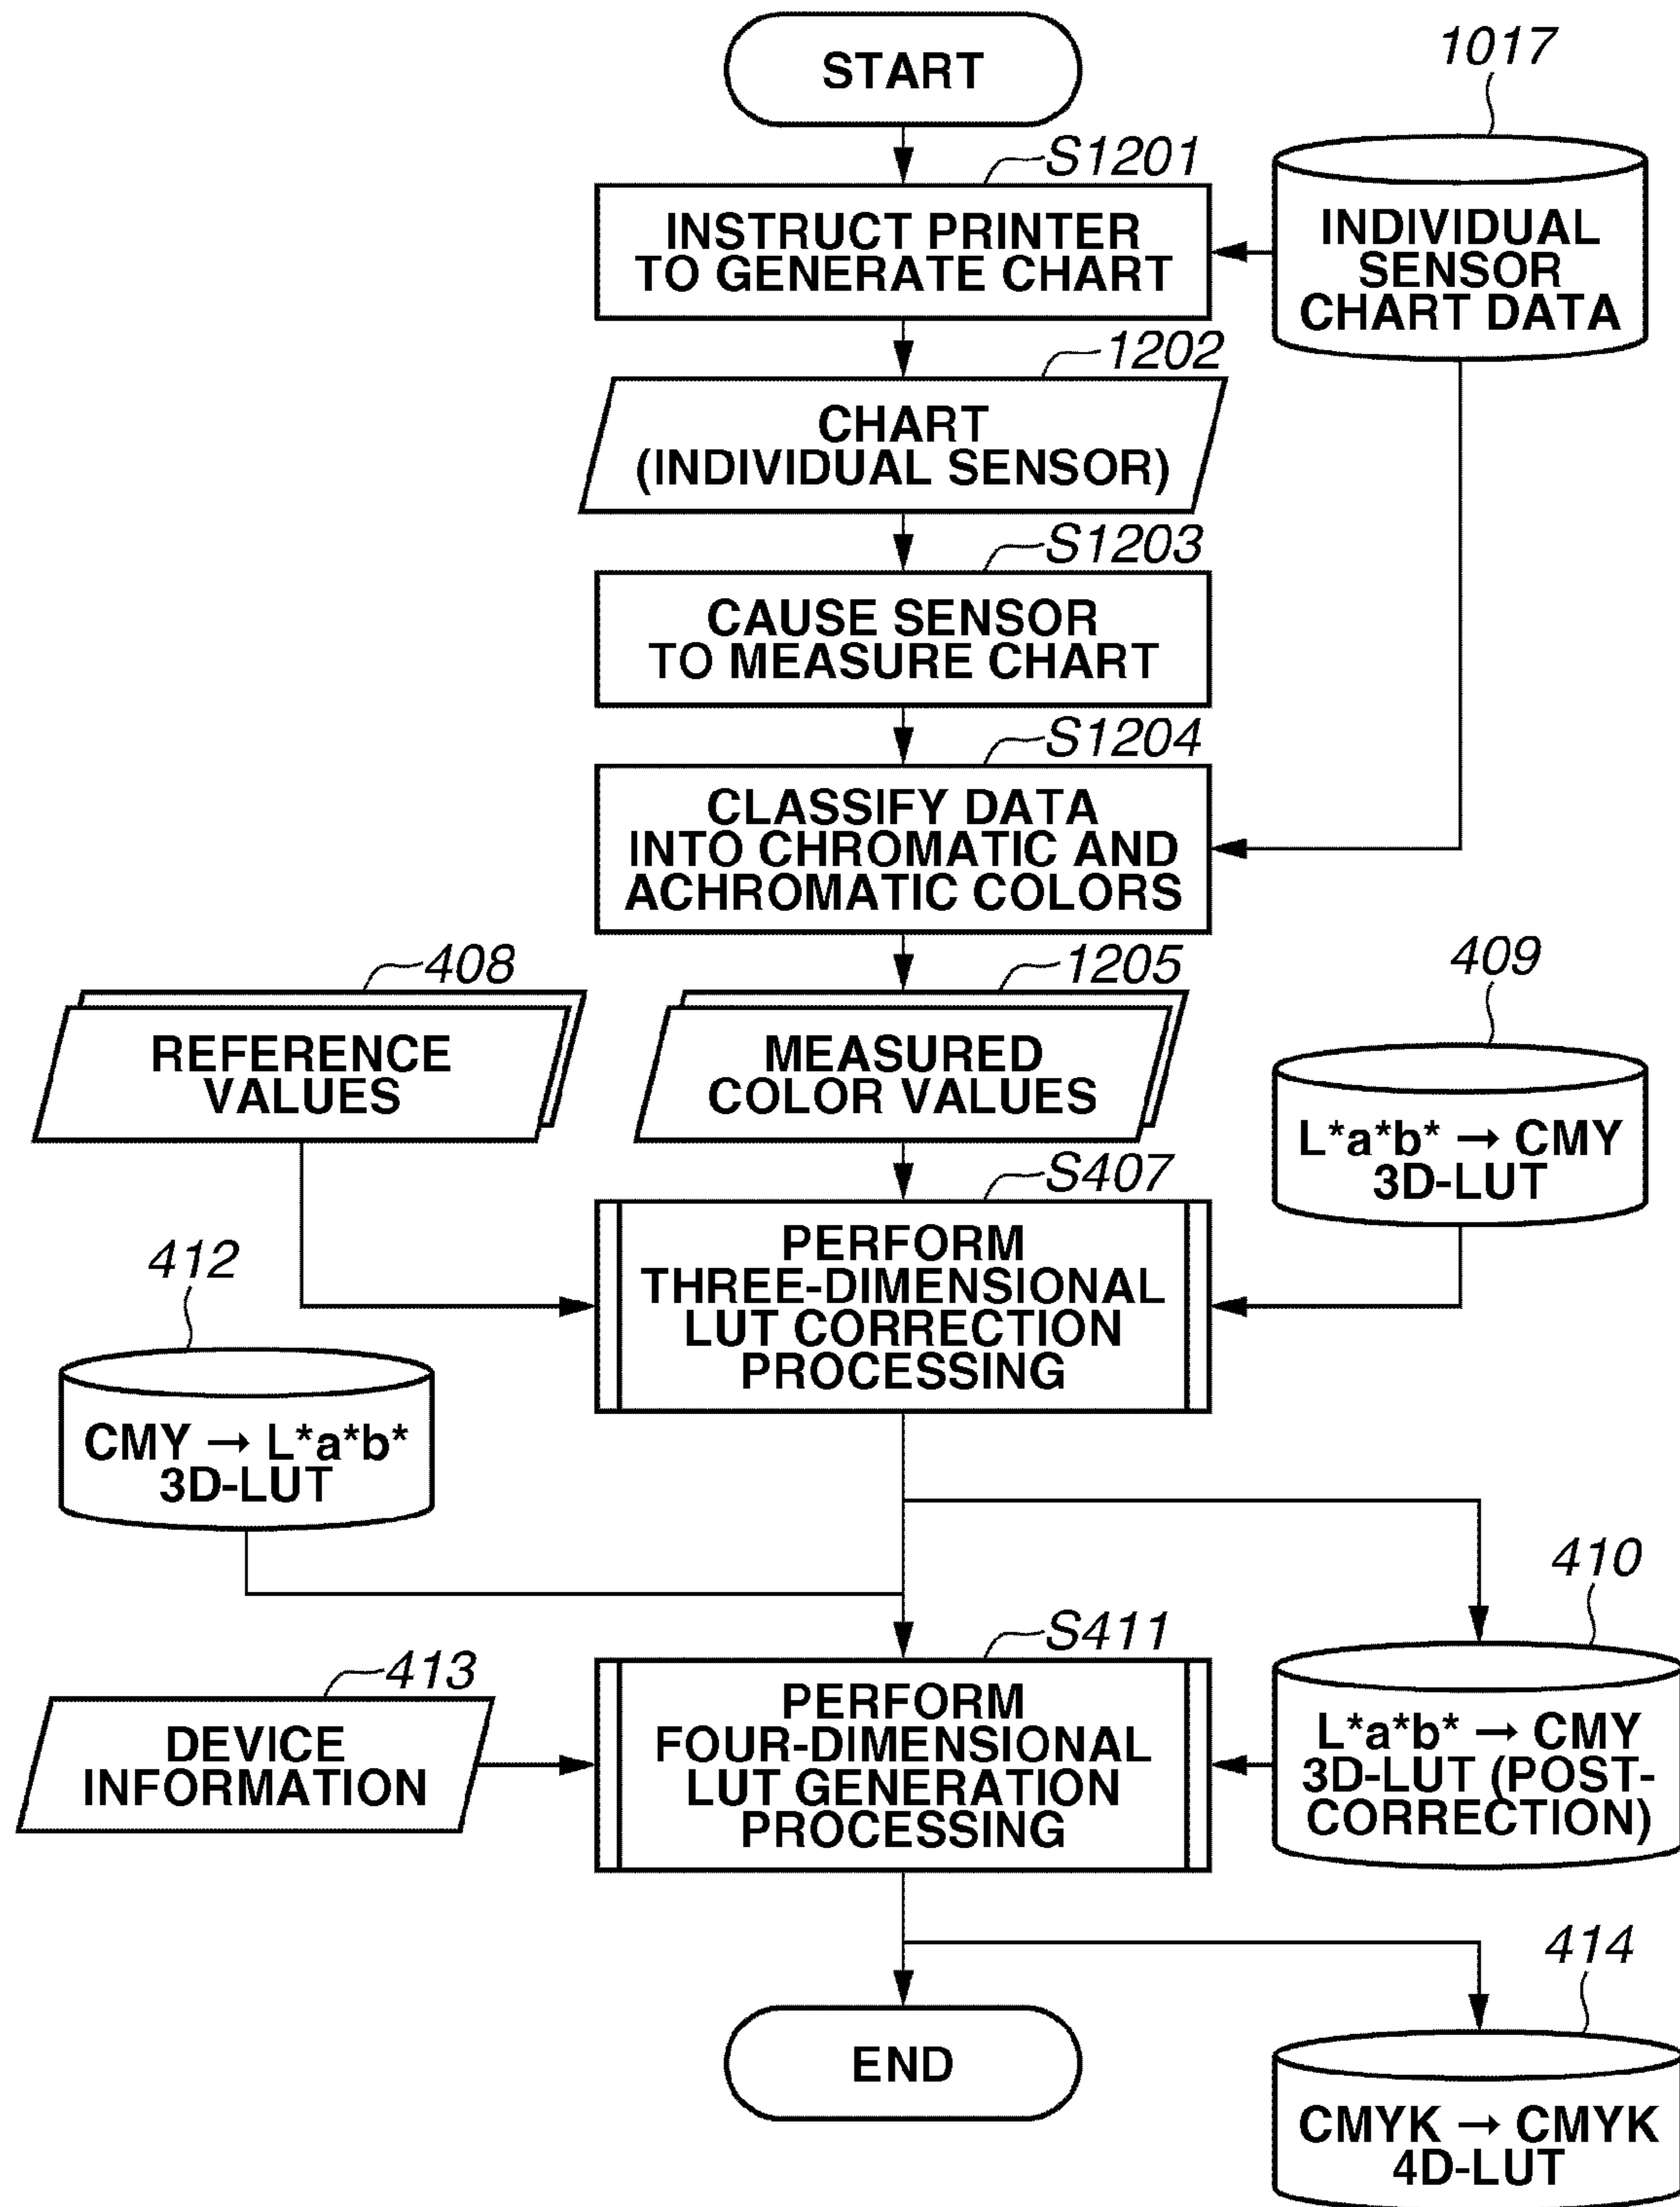 START
1017
S1201
INSTRUCT PRINTER
TO GENERATE CHART
INDIVIDUAL
SENSOR
CHART DATA
1202
CHART
(INDIVIDUAL SENSOR)
S1203
CAUSE SENSOR
TO MEASURE CHART
S1204
CLASSIFY DATA
INTO CHROMATIC AND
ACHROMATIC COLORS
408
REFERENCE
VALUES
1205
MEASURED
COLOR VALUES
409
L*a*b* → CMY
3D-LUT
S407
PERFORM
THREE-DIMENSIONAL
LUT CORRECTION
PROCESSING
412
CMY → L*a*b*
3D-LUT
410
L*a*b* → CMY
3D-LUT (POST-
CORRECTION)
S411
PERFORM
FOUR-DIMENSIONAL
LUT GENERATION
PROCESSING
413
DEVICE
INFORMATION
414
CMYK → CMYK
4D-LUT
END